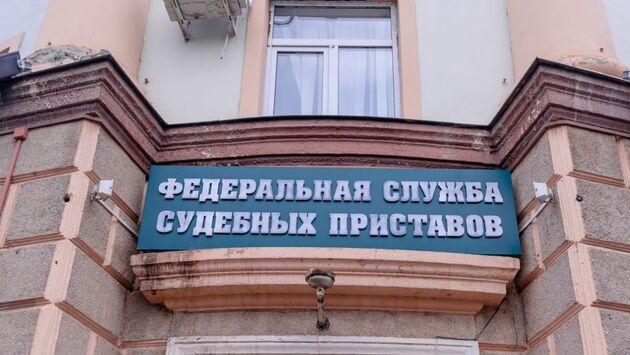 ФЕДЕРАЛЬНАЯ СЛУЖБА
СУДЕБНЫХ ПРИСТАВОВ